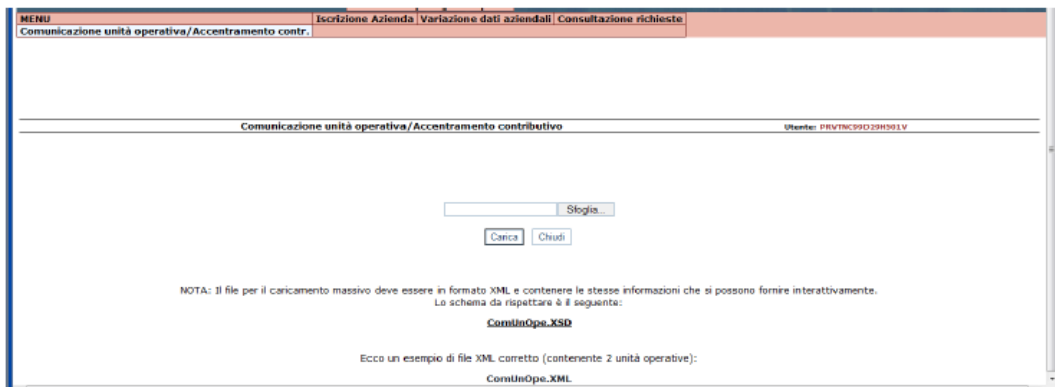 MENU Iscrizione Azienda Variazione dati aziendali Consultazione richieste
Comunicazione unità operativa/Accentramento contr.
Comunicazione unità operativa/Accentramento contributivo Utente: PRVTNC99D29H501V
Sfoglia...
Carica Chiudi
NOTA: Il file per il caricamento massivo deve essere in formato XML e contenere le stesse informazioni che si possono fornire interattivamente.
Lo schema da rispettare è il seguente:
ComUnOpe.XSD
Ecco un esempio di file XML corretto (contenente 2 unità operative):
ComUnOpe.XML